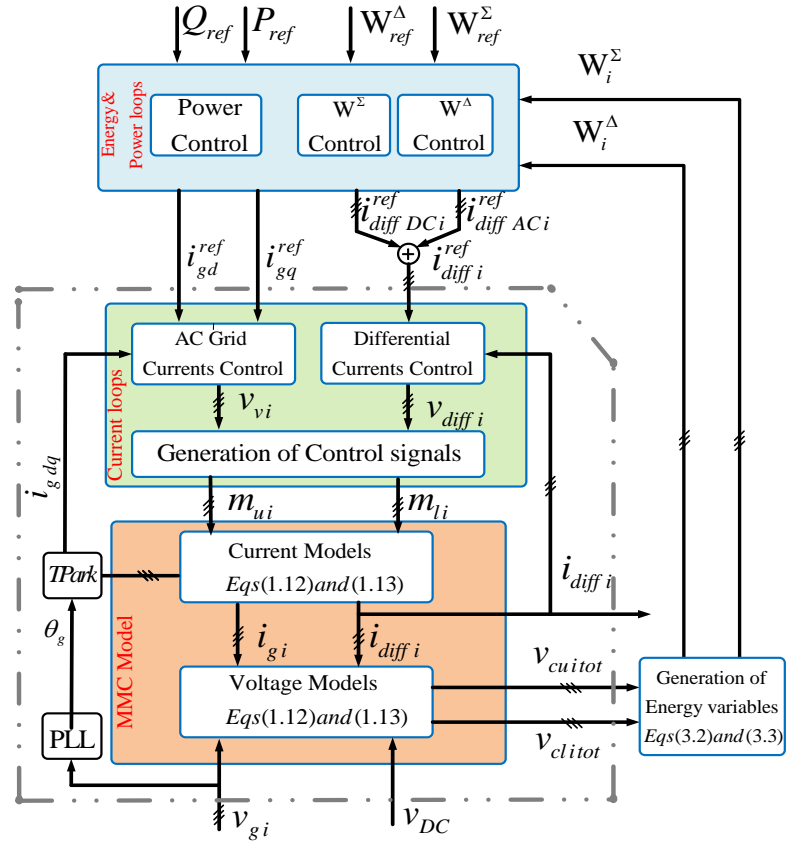 Q_ref P_ref W^Δ_ref W^Σ_ref
W^Σ_i
W^Δ_i
Energy &
Power loops
Power
Control
W^Σ
Control
W^Δ
Control
i^ref_gd
i^ref_gq
i^ref_diff DC i
i^ref_diff AC i
+
i^ref_diff i
Current loops
AC Grid
Currents Control
Differential
Currents Control
v_vi
v_diff i
Generation of Control signals
i_g dq
m_ui
m_li
MMC Model
Current Models
Eqs(1.12)and(1.13)
TPark
i_diff i
θ_g
i_gi
i_diff i
Voltage Models
Eqs(1.12)and(1.13)
v_cuitot
v_clitot
Generation of
Energy variables
Eqs(3.2)and(3.3)
PLL
v_gi
v_DC